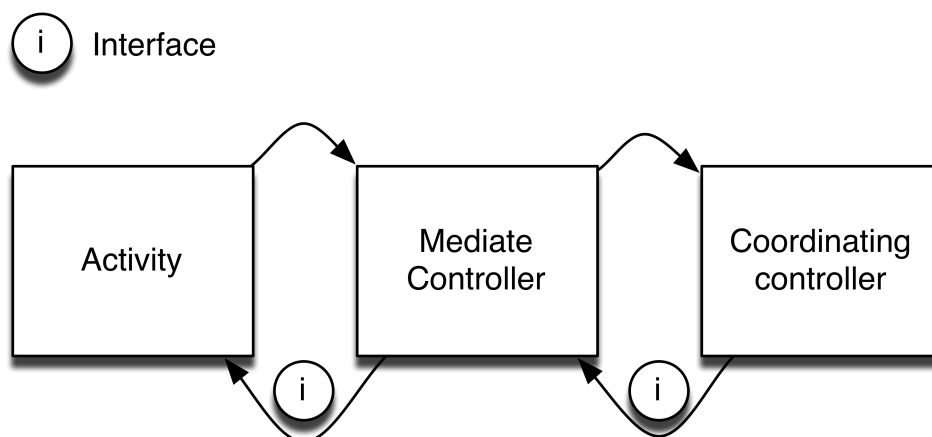 i Interface
Activity
Mediate
Controller
Coordinating
controller
i
i